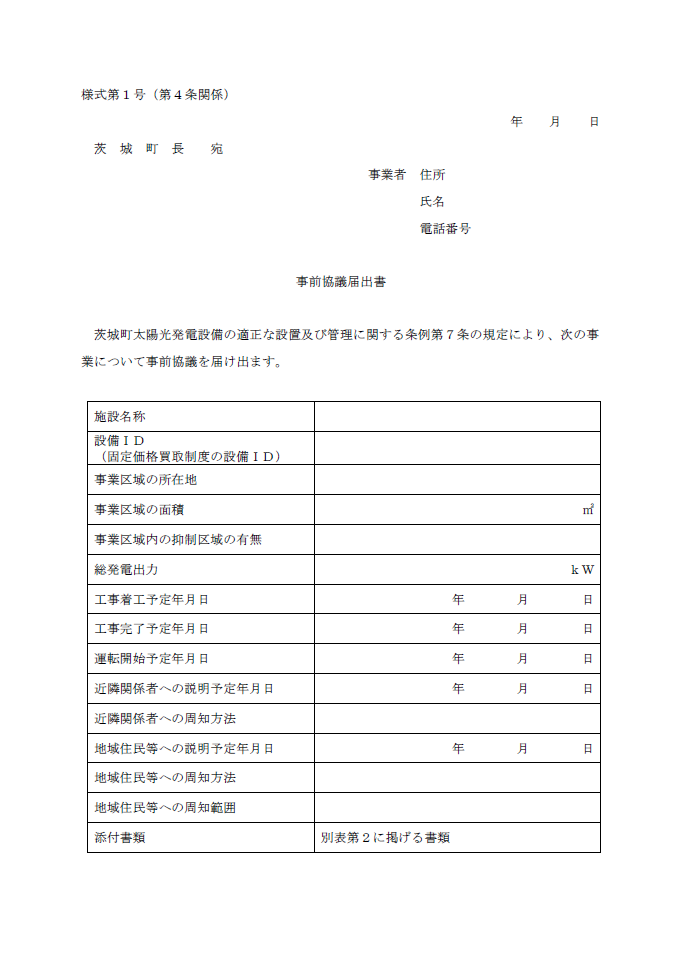 様式第１号（第４条関係）
年　　月　　日
茨　城　町　長　　宛
事業者　住所
氏名
電話番号
事前協議届出書
茨城町太陽光発電設備の適正な設置及び管理に関する条例第７条の規定により、次の事
業について事前協議を届け出ます。
施設名称
設備ＩＤ
（固定価格買取制度の設備ＩＤ）
事業区域の所在地
事業区域の面積　㎡
事業区域内の抑制区域の有無
総発電出力　ｋＷ
工事着工予定年月日　年　月　日
工事完了予定年月日　年　月　日
運転開始予定年月日　年　月　日
近隣関係者への説明予定年月日　年　月　日
近隣関係者への周知方法
地域住民等への説明予定年月日　年　月　日
地域住民等への周知方法
地域住民等への周知範囲
添付書類　別表第２に掲げる書類